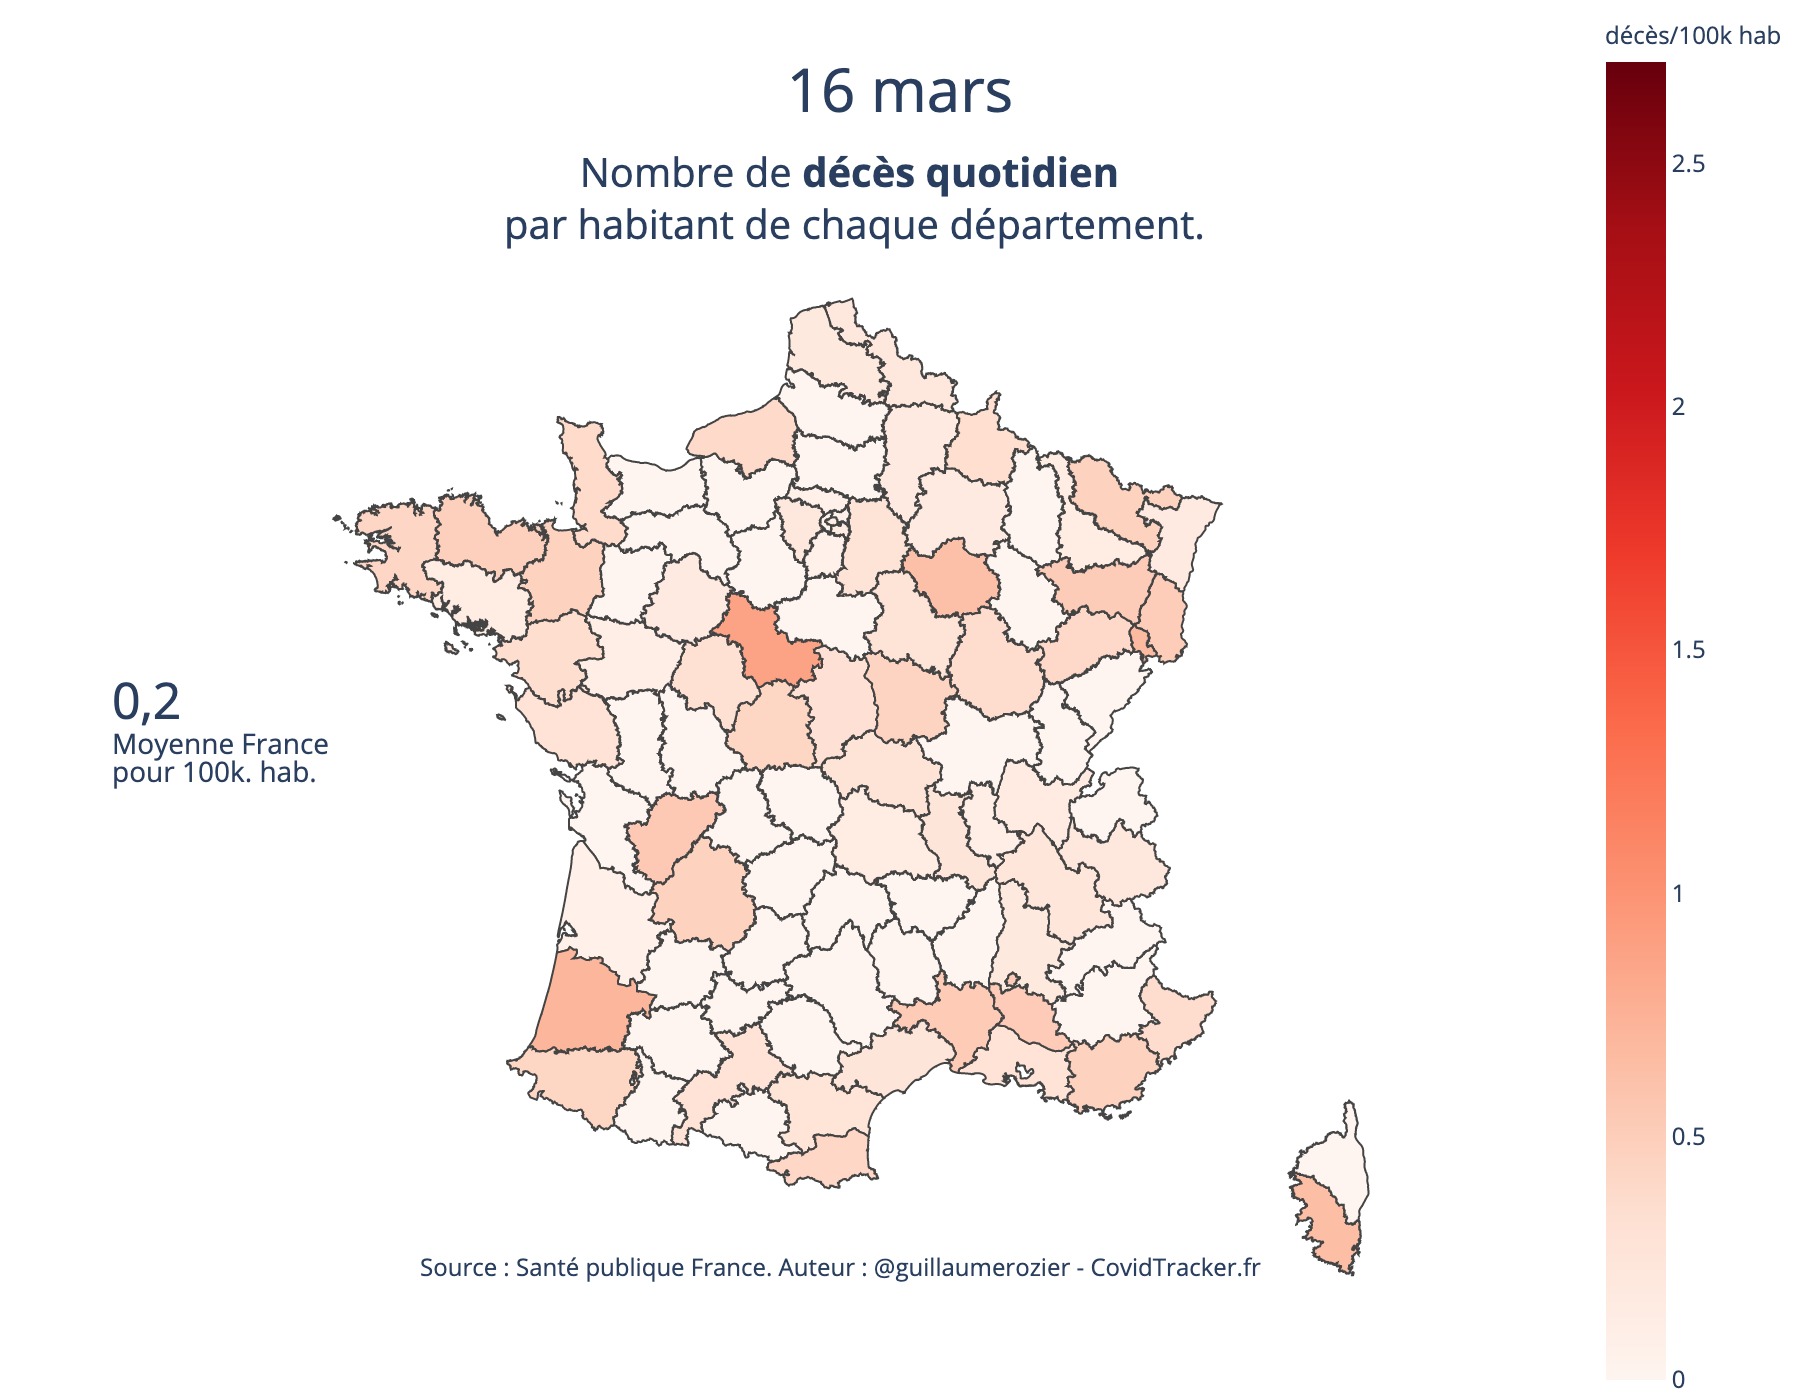 décès/100k hab
16 mars
Nombre de décès quotidien
par habitant de chaque département.
2.5
2
1.5
1
0.5
0
0,2
Moyenne France
pour 100k. hab.
Source : Santé publique France. Auteur : @guillaumerozier - CovidTracker.fr